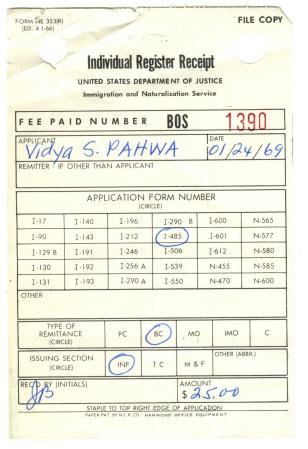 FORM NE 353(R)
(ED. 4-1-66)
FILE COPY
Individual Register Receipt
UNITED STATES DEPARTMENT OF JUSTICE
Immigration and Naturalization Service
FEE PAID NUMBER BOS 1390
APPLICANT DATE
Vidya S. PAHWA 01/24/69
REMITTER IF OTHER THAN APPLICANT
APPLICATION FORM NUMBER
(CIRCLE)
I-17 I-140 I-196 I-290 B I-600 N-565
I-90 I-143 I-212 I-485 I-601 N-577
I-129 B I-191 I-246 I-506 I-612 N-580
I-130 I-192 I-256 A I-539 N-455 N-585
I-131 I-193 I-290 A I-550 N-470 N-600
OTHER
TYPE OF REMITTANCE (CIRCLE) PC BC MO IMO C
ISSUING SECTION (CIRCLE) INF T C M & F OTHER (ABBR.)
REC'D BY (INITIALS) AMOUNT
JB $25.00
STAPLE TO TOP RIGHT EDGE OF APPLICATION
PAPER PAT. BY N.C.R. CO. HAMMOND OFFICE EQUIPMENT